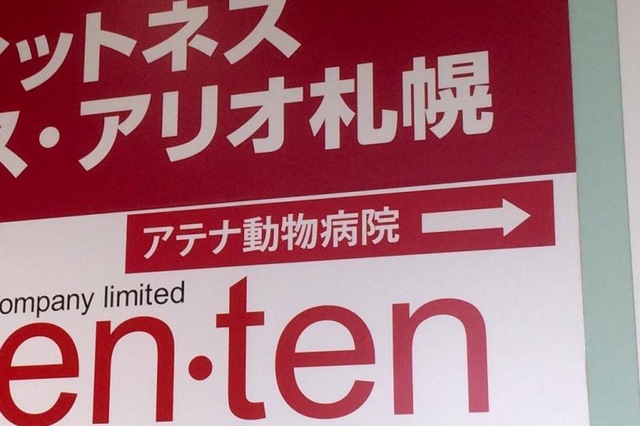 ィットネス
ス・アリオ札幌
アテナ動物病院
ompany limited
en·ten